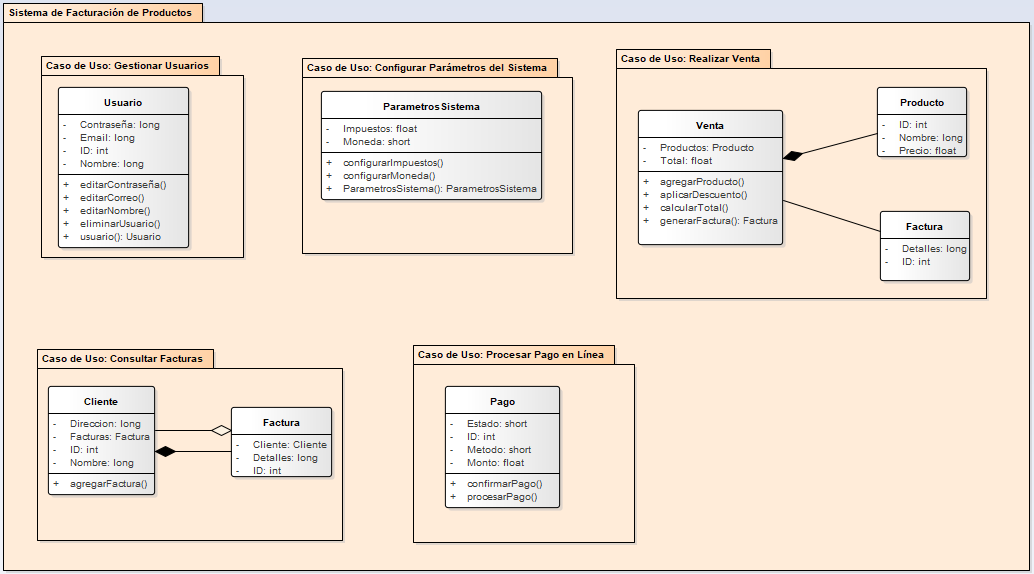 Sistema de Facturación de Productos
Caso de Uso: Gestionar Usuarios
Usuario
- Contraseña: long
- Email: long
- ID: int
- Nombre: long
+ editarContraseña()
+ editarCorreo()
+ editarNombre()
+ eliminarUsuario()
+ usuario(): Usuario
Caso de Uso: Configurar Parámetros del Sistema
ParametrosSistema
- Impuestos: float
- Moneda: short
+ configurarImpuestos()
+ configurarMoneda()
+ ParametrosSistema(): ParametrosSistema
Caso de Uso: Realizar Venta
Venta
- Productos: Producto
- Total: float
+ agregarProducto()
+ aplicarDescuento()
+ calcularTotal()
+ generarFactura(): Factura
Producto
- ID: int
- Nombre: long
- Precio: float
Factura
- Detalles: long
- ID: int
Caso de Uso: Consultar Facturas
Cliente
- Direccion: long
- Facturas: Factura
- ID: int
- Nombre: long
+ agregarFactura()
Factura
- Cliente: Cliente
- Detalles: long
- ID: int
Caso de Uso: Procesar Pago en Línea
Pago
- Estado: short
- ID: int
- Metodo: short
- Monto: float
+ confirmarPago()
+ procesarPago()